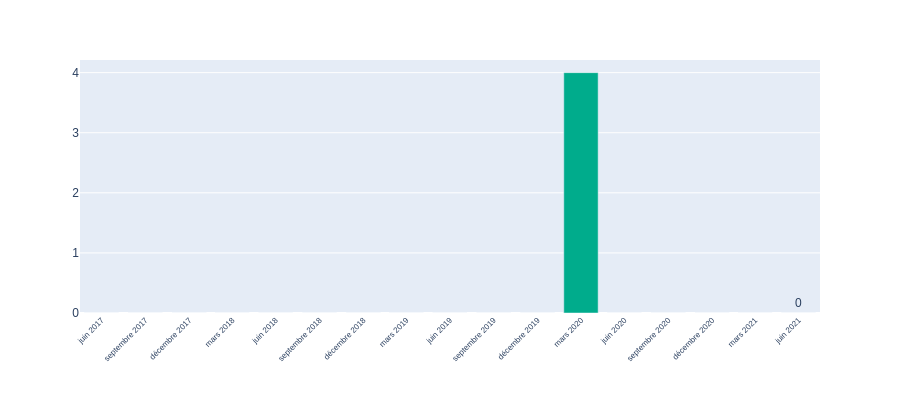 4
3
2
1
0
0
juin 2017
septembre 2017
décembre 2017
mars 2018
juin 2018
septembre 2018
décembre 2018
mars 2019
juin 2019
septembre 2019
décembre 2019
mars 2020
juin 2020
septembre 2020
décembre 2020
mars 2021
juin 2021